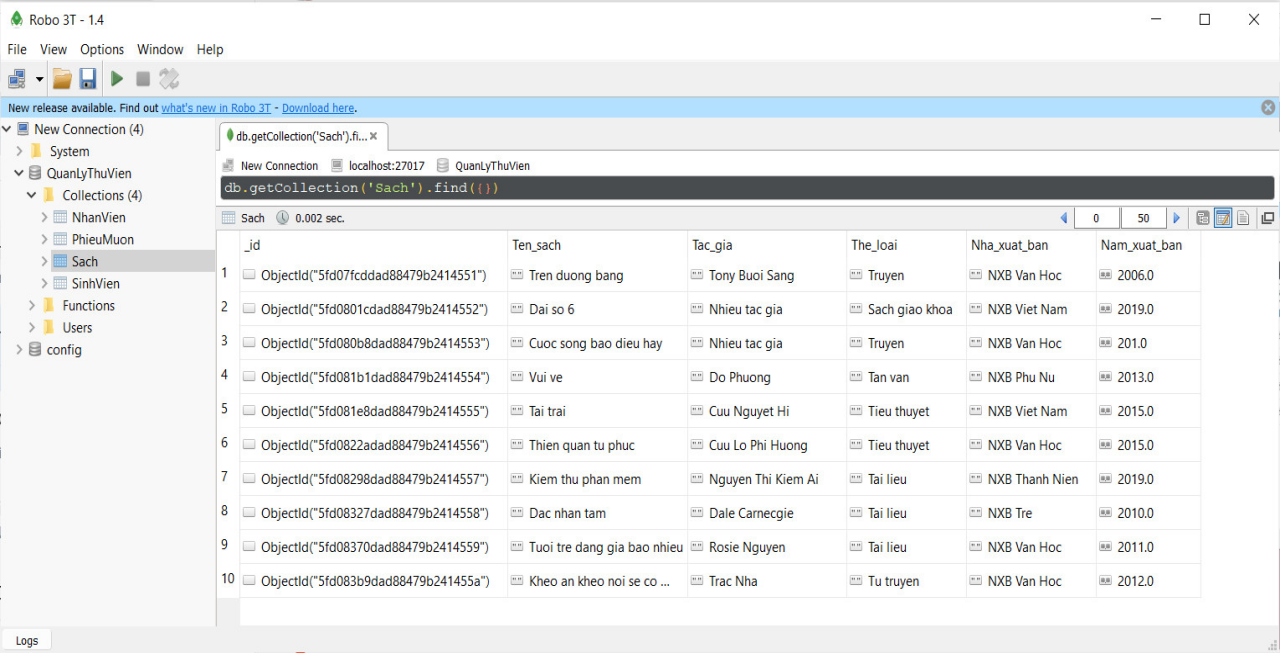 Robo 3T - 1.4
File View Options Window Help
New release available. Find out what's new in Robo 3T - Download here.
New Connection (4)
System
QuanLyThuVien
Collections (4)
NhanVien
PhieuMuon
Sach
SinhVien
Functions
Users
config
db.getCollection('Sach').fi...
New Connection localhost:27017 QuanLyThuVien
db.getCollection('Sach').find({})
Sach 0.002 sec. 0 50
_id Ten_sach Tac_gia The_loai Nha_xuat_ban Nam_xuat_ban
1 ObjectId("5fd07fcddad88479b2414551") Tren duong bang Tony Buoi Sang Truyen NXB Van Hoc 2006.0
2 ObjectId("5fd0801cdad88479b2414552") Dai so 6 Nhieu tac gia Sach giao khoa NXB Viet Nam 2019.0
3 ObjectId("5fd080b8dad88479b2414553") Cuoc song bao dieu hay Nhieu tac gia Truyen NXB Van Hoc 201.0
4 ObjectId("5fd081b1dad88479b2414554") Vui ve Do Phuong Tan van NXB Phu Nu 2013.0
5 ObjectId("5fd081e8dad88479b2414555") Tai trai Cuu Nguyet Hi Tieu thuyet NXB Viet Nam 2015.0
6 ObjectId("5fd0822adad88479b2414556") Thien quan tu phuc Cuu Lo Phi Huong Tieu thuyet NXB Van Hoc 2015.0
7 ObjectId("5fd08298dad88479b2414557") Kiem thu phan mem Nguyen Thi Kiem Ai Tai lieu NXB Thanh Nien 2019.0
8 ObjectId("5fd08327dad88479b2414558") Dac nhan tam Dale Carnecgie Tai lieu NXB Tre 2010.0
9 ObjectId("5fd08370dad88479b2414559") Tuoi tre dang gia bao nhieu Rosie Nguyen Tai lieu NXB Van Hoc 2011.0
10 ObjectId("5fd083b9dad88479b241455a") Kheo an kheo noi se co ... Trac Nha Tu truyen NXB Van Hoc 2012.0
Logs